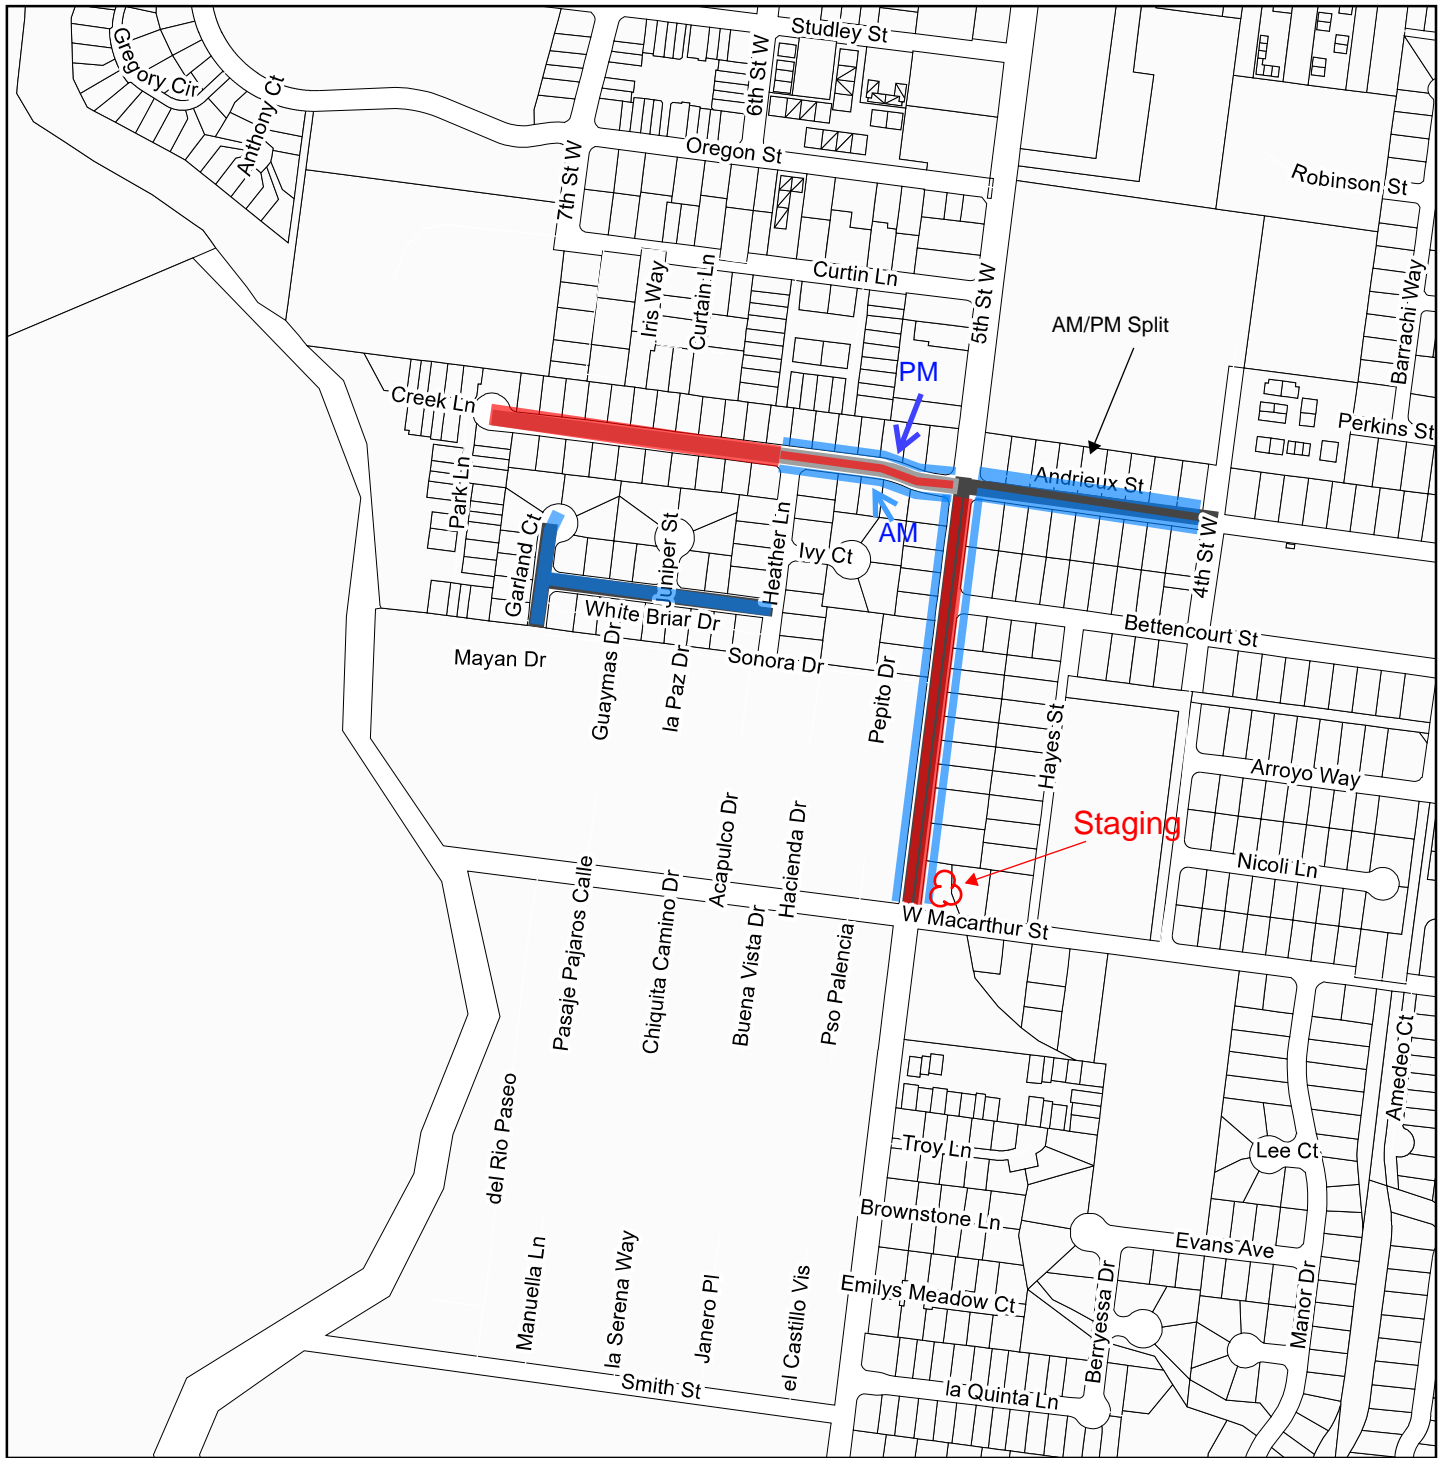 Studley St
Gregory Cir
Anthony Ct
6th St W
Oregon St
7th St W
Robinson St
Curtin Ln
Iris Way
Curtain Ln
5th St W
Barrachi Way
AM/PM Split
PM
Creek Ln
Perkins St
Andrieux St
Park Ln
AM
Garland Ct
Juniper St
Heather Ln
Ivy Ct
4th St W
White Briar Dr
Bettencourt St
Mayan Dr
Guaymas Dr
la Paz Dr
Sonora Dr
Pepito Dr
Hayes St
Arroyo Way
Staging
Acapulco Dr
Hacienda Dr
Nicoli Ln
Pasaje Pajaros Calle
Chiquita Camino Dr
Buena Vista Dr
Pso Palencia
W Macarthur St
Amedeo Ct
del Rio Paseo
Troy Ln
Lee Ct
Brownstone Ln
Evans Ave
Manuella Ln
la Serena Way
Janero Pl
el Castillo Vis
Emilys Meadow Ct
Berryessa Dr
Manor Dr
Smith St
la Quinta Ln